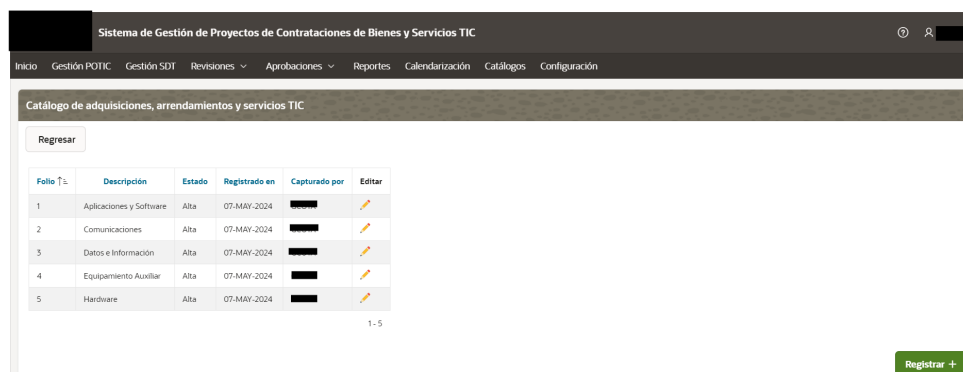 Sistema de Gestión de Proyectos de Contrataciones de Bienes y Servicios TIC
Inicio Gestión POTIC Gestión SDT Revisiones Aprobaciones Reportes Calendarización Catálogos Configuración
Catálogo de adquisiciones, arrendamientos y servicios TIC
Regresar
Folio Descripción Estado Registrado en Capturado por Editar
1 Aplicaciones y Software Alta 07-MAY-2024
2 Comunicaciones Alta 07-MAY-2024
3 Datos e Información Alta 07-MAY-2024
4 Equipamiento Auxiliar Alta 07-MAY-2024
5 Hardware Alta 07-MAY-2024
1 - 5
Registrar +